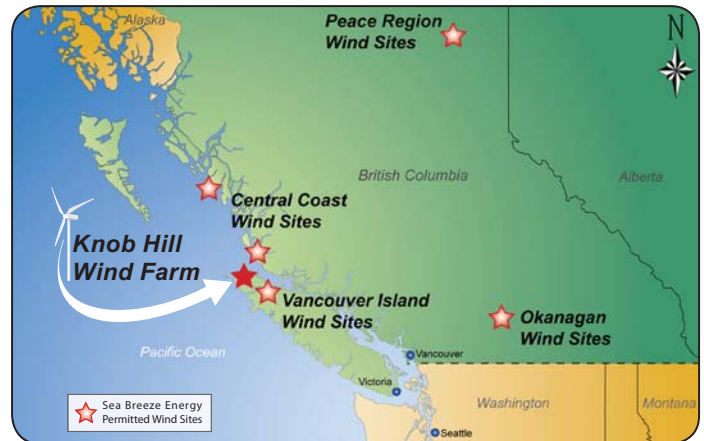 Alaska
Peace Region
Wind Sites
N
British Columbia
Alberta
Central Coast
Wind Sites
Knob Hill
Wind Farm
Vancouver Island
Wind Sites
Okanagan
Wind Sites
Pacific Ocean
Vancouver
Victoria
Sea Breeze Energy
Permitted Wind Sites
Washington
Montana
Seattle